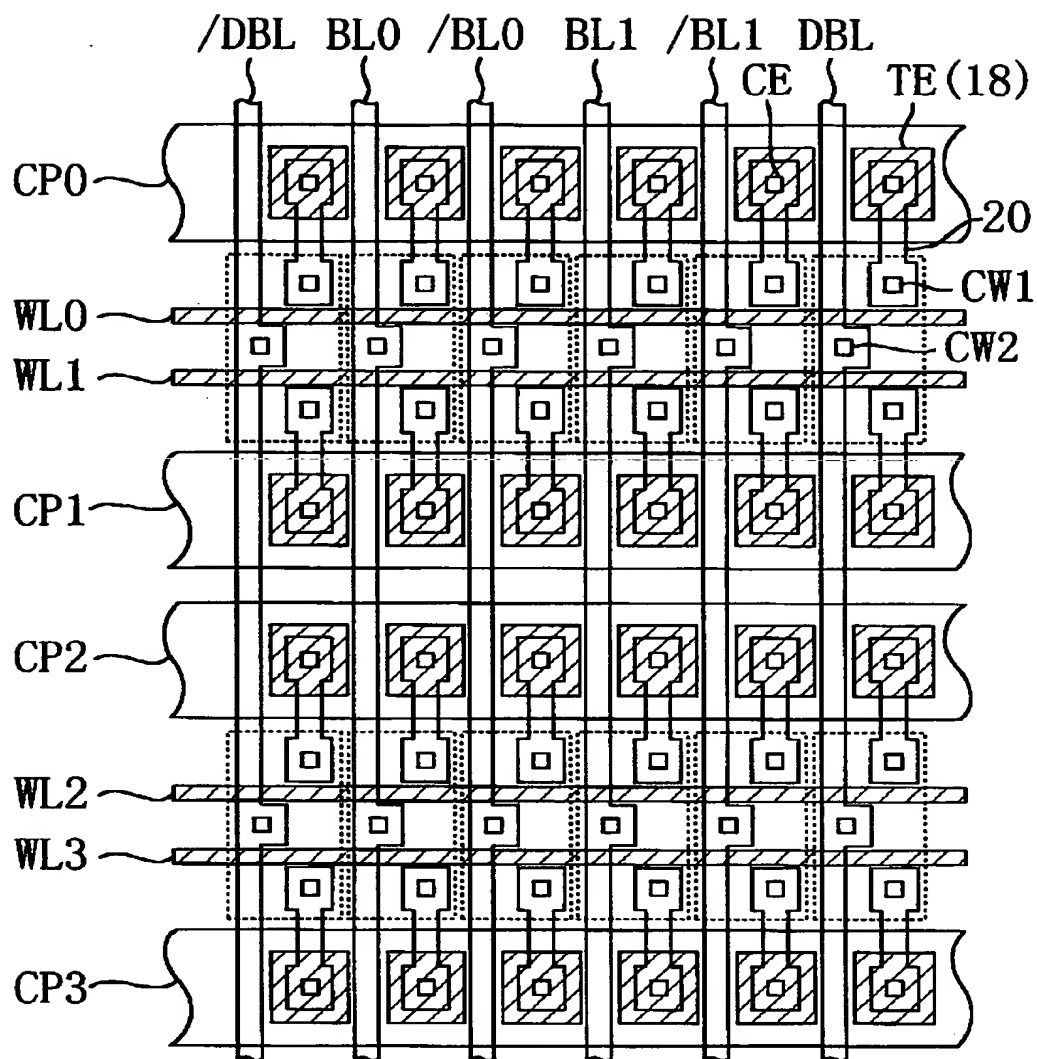 /DBL BL0 /BL0 BL1 /BL1 DBL
CE TE(18)
CP0
20
CW1
WL0
CW2
WL1
CP1
CP2
WL2
WL3
CP3